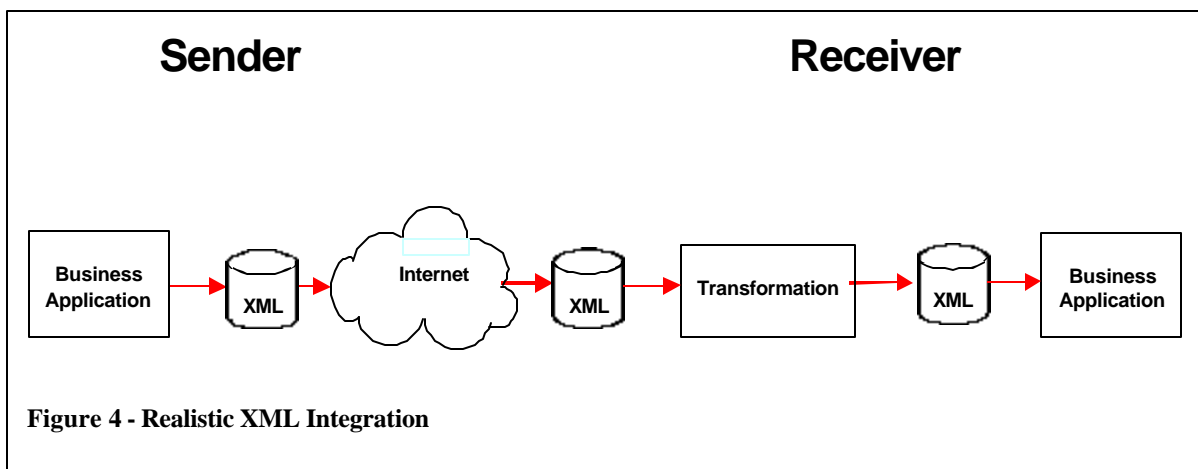 Sender
Receiver
Business
Application
XML
Internet
XML
Transformation
XML
Business
Application
Figure 4 - Realistic XML Integration